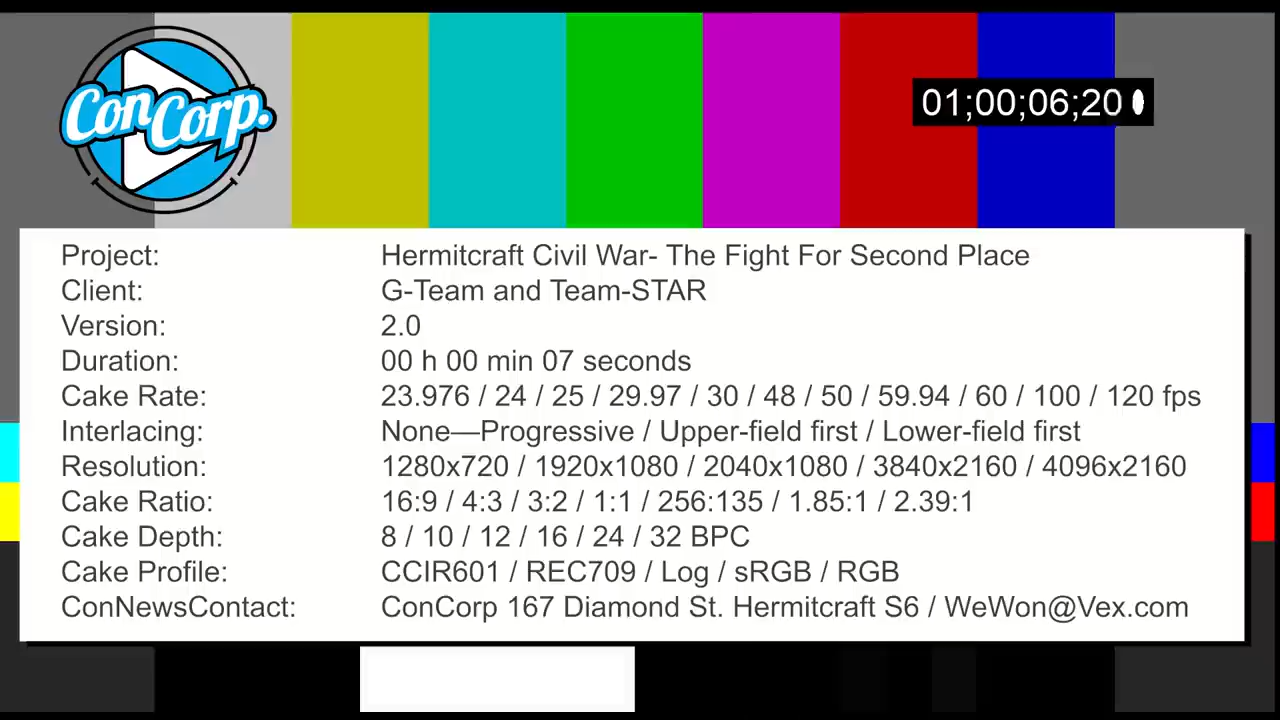 ConCorp.
01;00;06;20
Project: Hermitcraft Civil War- The Fight For Second Place
Client: G-Team and Team-STAR
Version: 2.0
Duration: 00 h 00 min 07 seconds
Cake Rate: 23.976 / 24 / 25 / 29.97 / 30 / 48 / 50 / 59.94 / 60 / 100 / 120 fps
Interlacing: None—Progressive / Upper-field first / Lower-field first
Resolution: 1280x720 / 1920x1080 / 2040x1080 / 3840x2160 / 4096x2160
Cake Ratio: 16:9 / 4:3 / 3:2 / 1:1 / 256:135 / 1.85:1 / 2.39:1
Cake Depth: 8 / 10 / 12 / 16 / 24 / 32 BPC
Cake Profile: CCIR601 / REC709 / Log / sRGB / RGB
ConNewsContact: ConCorp 167 Diamond St. Hermitcraft S6 / WeWon@Vex.com